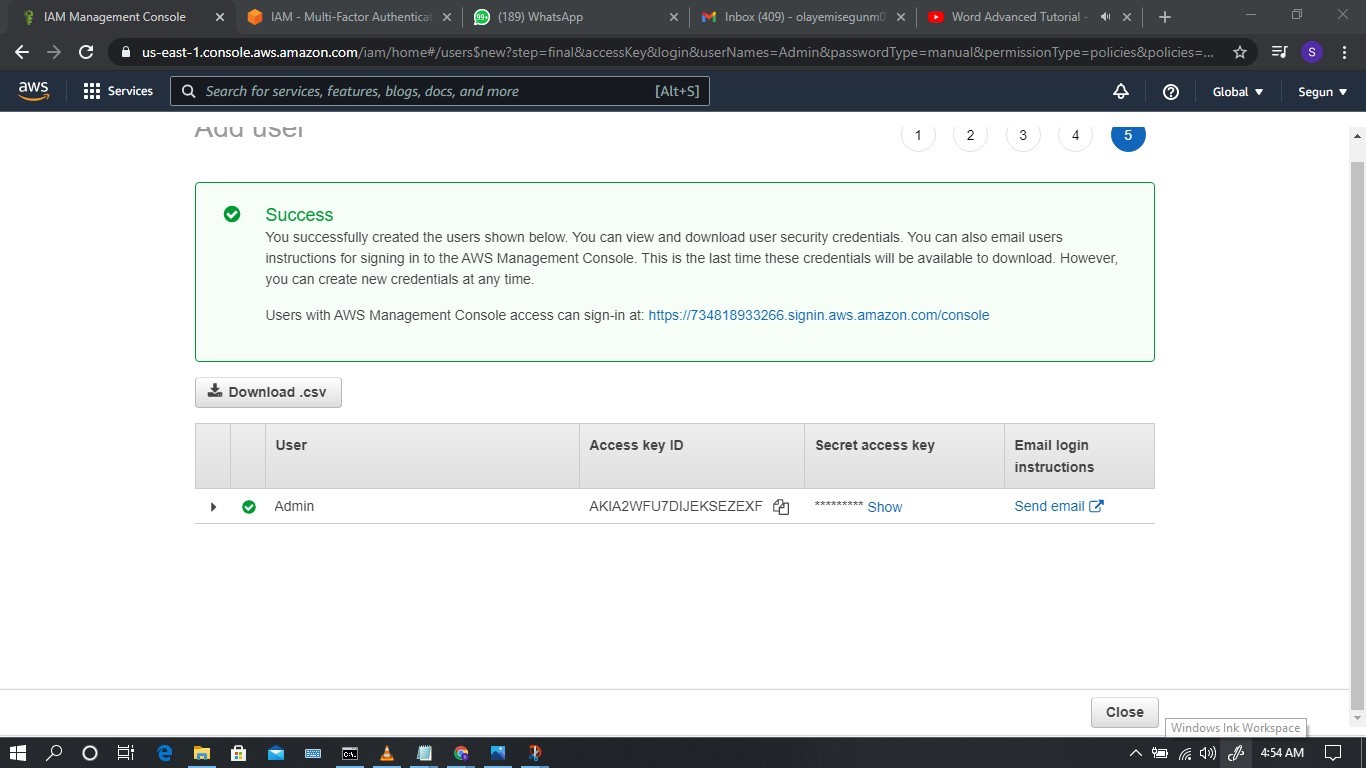 IAM Management Console
IAM - Multi-Factor Authenticat
(189) WhatsApp
Inbox (409) - olayemisegunm0
Word Advanced Tutorial -
us-east-1.console.aws.amazon.com/iam/home#/users$new?step=final&accessKey&login&userNames=Admin&passwordType=manual&permissionType=policies&policies=...
S
aws
Services
Search for services, features, blogs, docs, and more
[Alt+S]
Global
Segun
Add user
1
2
3
4
5
Success
You successfully created the users shown below. You can view and download user security credentials. You can also email users
instructions for signing in to the AWS Management Console. This is the last time these credentials will be available to download. However,
you can create new credentials at any time.
Users with AWS Management Console access can sign-in at: https://734818933266.signin.aws.amazon.com/console
Download .csv
User
Access key ID
Secret access key
Email login
instructions
Admin
AKIA2WFU7DIJEKSEZEXF
********* Show
Send email
Close
Windows Ink Workspace
4:54 AM